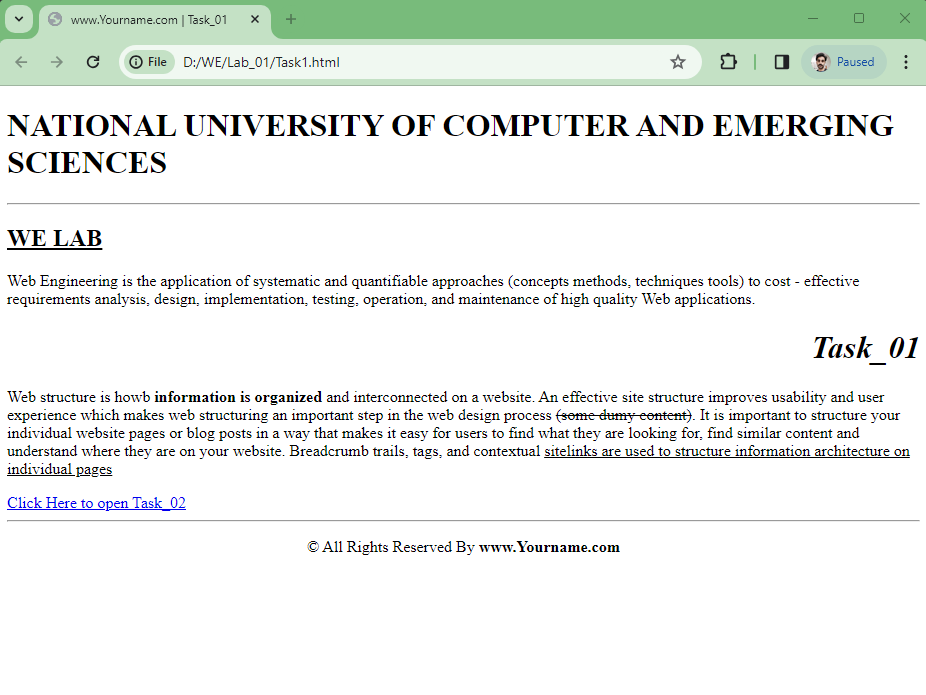 www.Yourname.com | Task_01
File D:/WE/Lab_01/Task1.html Paused
NATIONAL UNIVERSITY OF COMPUTER AND EMERGING
SCIENCES
WE LAB
Web Engineering is the application of systematic and quantifiable approaches (concepts methods, techniques tools) to cost - effective
requirements analysis, design, implementation, testing, operation, and maintenance of high quality Web applications.
Task_01
Web structure is howb information is organized and interconnected on a website. An effective site structure improves usability and user
experience which makes web structuring an important step in the web design process (some dumy content). It is important to structure your
individual website pages or blog posts in a way that makes it easy for users to find what they are looking for, find similar content and
understand where they are on your website. Breadcrumb trails, tags, and contextual sitelinks are used to structure information architecture on
individual pages
Click Here to open Task_02
© All Rights Reserved By www.Yourname.com